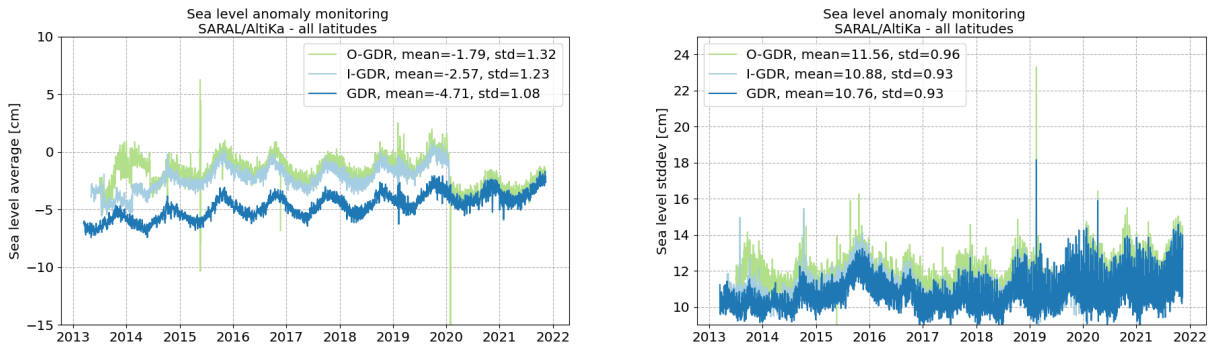 Sea level anomaly monitoring
SARAL/AltiKa - all latitudes
Sea level average [cm]
10
5
0
−5
−10
−15
O-GDR, mean=-1.79, std=1.32
I-GDR, mean=-2.57, std=1.23
GDR, mean=-4.71, std=1.08
2013 2014 2015 2016 2017 2018 2019 2020 2021 2022
Sea level anomaly monitoring
SARAL/AltiKa - all latitudes
Sea level stddev [cm]
24
22
20
18
16
14
12
10
O-GDR, mean=11.56, std=0.96
I-GDR, mean=10.88, std=0.93
GDR, mean=10.76, std=0.93
2013 2014 2015 2016 2017 2018 2019 2020 2021 2022